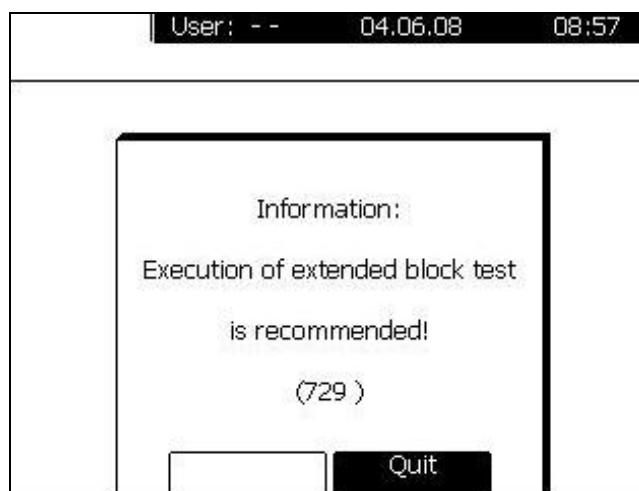 User: - - 04.06.08 08:57
Information:
Execution of extended block test
is recommended!
(729 )
Quit